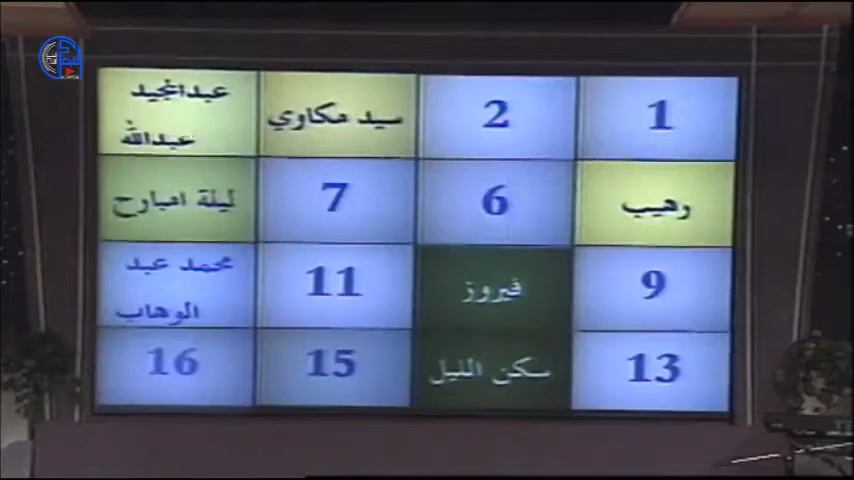 1
2
سيد مكاوي
عبدالمجيد
عبدالله
رهيب
6
7
ليلة امبارح
9
فيروز
11
محمد عبد
الوهاب
13
سكن الليل
15
16